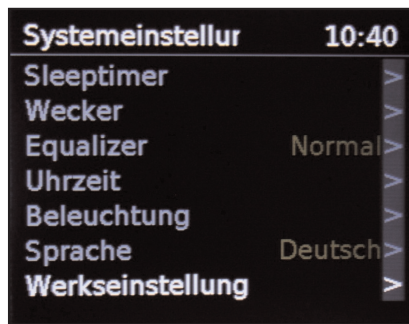 Systemeinstellur 10:40
Sleeptimer >
Wecker >
Equalizer Normal >
Uhrzeit >
Beleuchtung >
Sprache Deutsch >
Werkseinstellung >